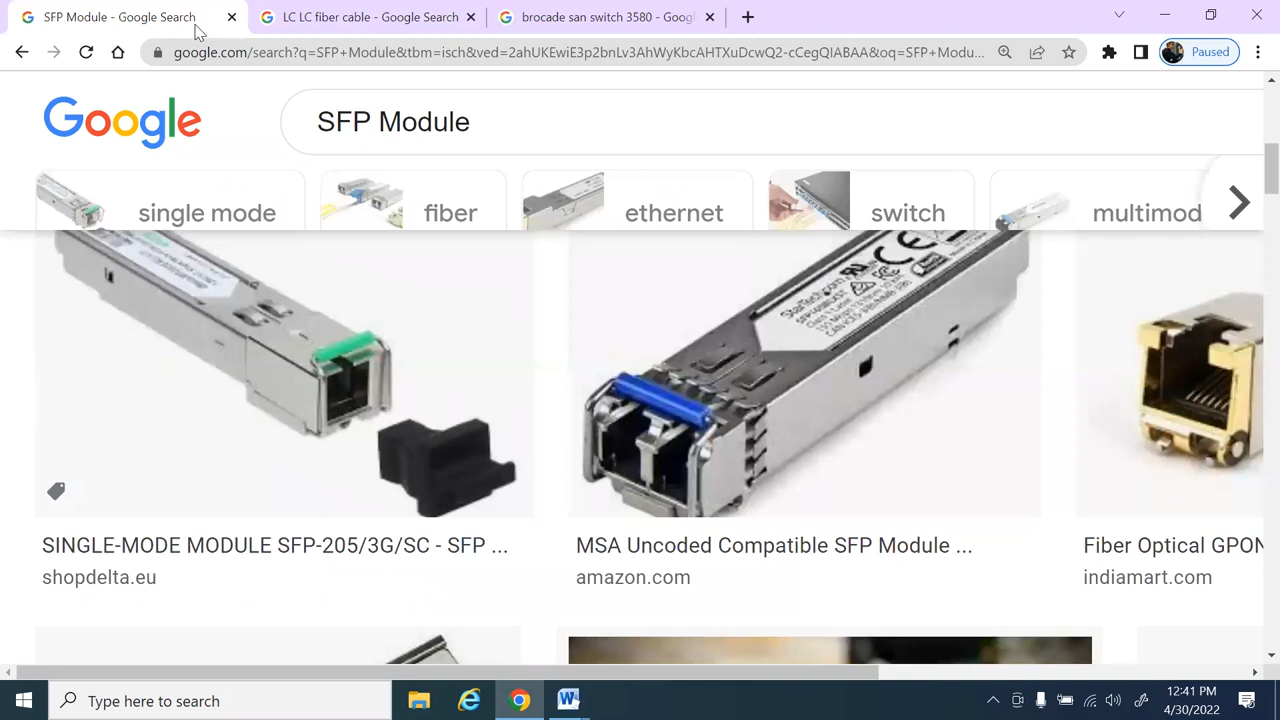 SFP Module - Google Search
LC LC fiber cable - Google Search
brocade san switch 3580 - Goog
google.com/search?q=SFP+Module&tbm=isch&ved=2ahUKEwiE3p2bnLv3AhWyKbcAHTXuDcwQ2-cCegQIABAA&oq=SFP+Modu...
Paused
Google
SFP Module
single mode
fiber
ethernet
switch
multimod
StarTech.com
SINGLE-MODE MODULE SFP-205/3G/SC - SFP ...
shopdelta.eu
MSA Uncoded Compatible SFP Module ...
amazon.com
Fiber Optical GPON
indiamart.com
Type here to search
12:41 PM
4/30/2022